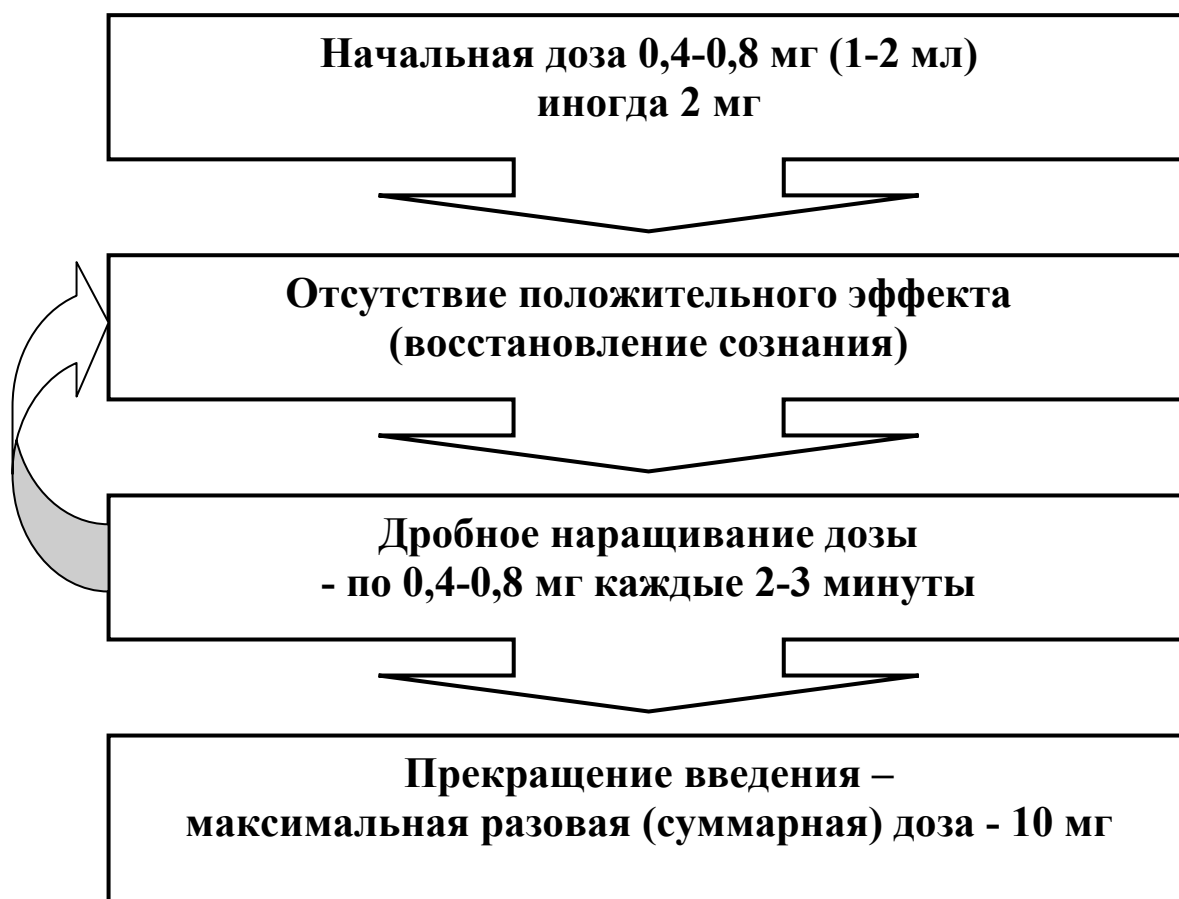 Начальная доза 0,4-0,8 мг (1-2 мл)
иногда 2 мг
Отсутствие положительного эффекта
(восстановление сознания)
Дробное наращивание дозы
- по 0,4-0,8 мг каждые 2-3 минуты
Прекращение введения –
максимальная разовая (суммарная) доза - 10 мг